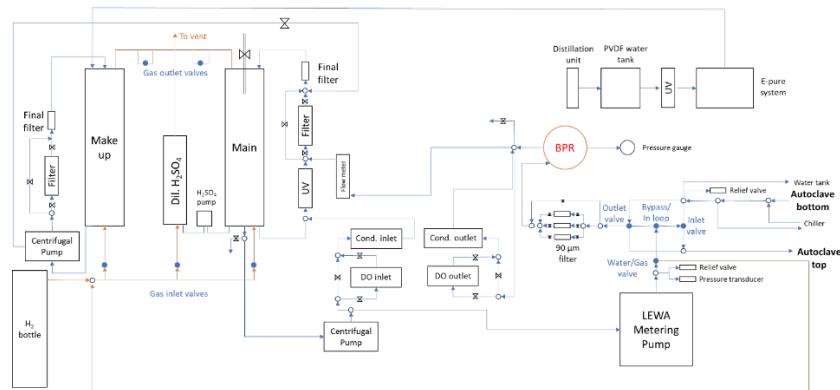 To vent
Gas outlet valves
Final
filter
Final
filter
Make
up
Dil. H₂SO₄
H₂SO₄
pump
Main
Filter
Filter
UV
Flow meter
Centrifugal
Pump
Gas inlet valves
H₂
bottle
Distillation
unit
PVDF water
tank
UV
E-pure
system
BPR
Pressure gauge
Cond. inlet
Cond. outlet
DO inlet
DO outlet
Centrifugal
Pump
90 µm
filter
Outlet
valve
Bypass/
In loop
Inlet
valve
Water/Gas
valve
Water tank
Relief valve
Autoclave
bottom
Chiller
Autoclave
top
Relief valve
Pressure transducer
LEWA
Metering
Pump